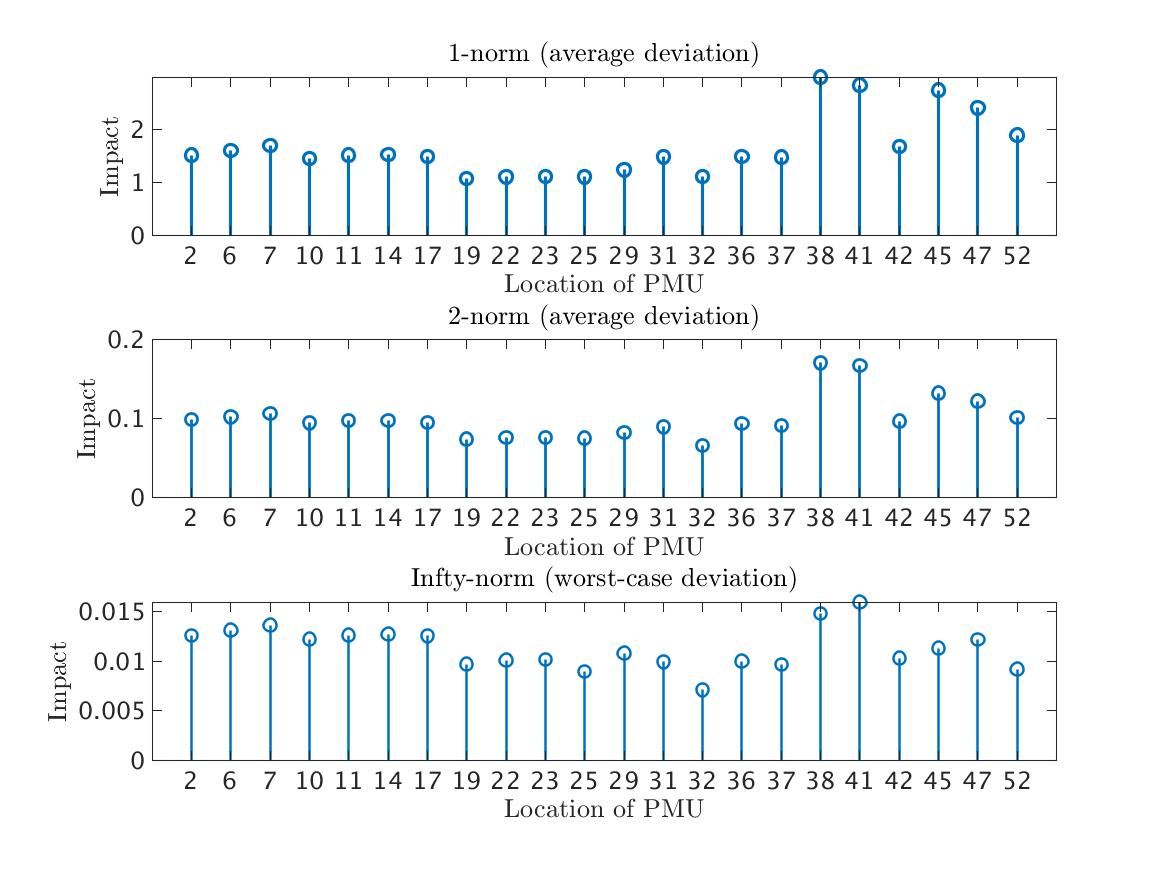 1-norm (average deviation)
Impact
2
1
0
2 6 7 10 11 14 17 19 22 23 25 29 31 32 36 37 38 41 42 45 47 52
Location of PMU
2-norm (average deviation)
Impact
0.2
0.1
0
2 6 7 10 11 14 17 19 22 23 25 29 31 32 36 37 38 41 42 45 47 52
Location of PMU
Infty-norm (worst-case deviation)
Impact
0.015
0.01
0.005
0
2 6 7 10 11 14 17 19 22 23 25 29 31 32 36 37 38 41 42 45 47 52
Location of PMU